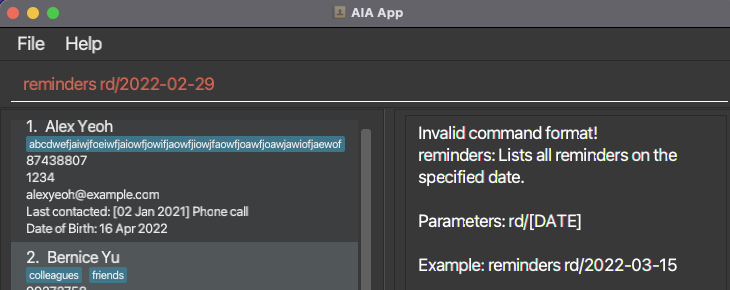 AIA App
File Help
reminders rd/2022-02-29
1. Alex Yeoh
abcdwefjaiwjfoeiwfjaiowfjowifjaowfjiowjfaowfjoawfjoawjawiofjaewof
87438807
1234
alexyeoh@example.com
Last contacted: [02 Jan 2021] Phone call
Date of Birth: 16 Apr 2022
2. Bernice Yu
colleagues friends
Invalid command format!
reminders: Lists all reminders on the
specified date.
Parameters: rd/[DATE]
Example: reminders rd/2022-03-15